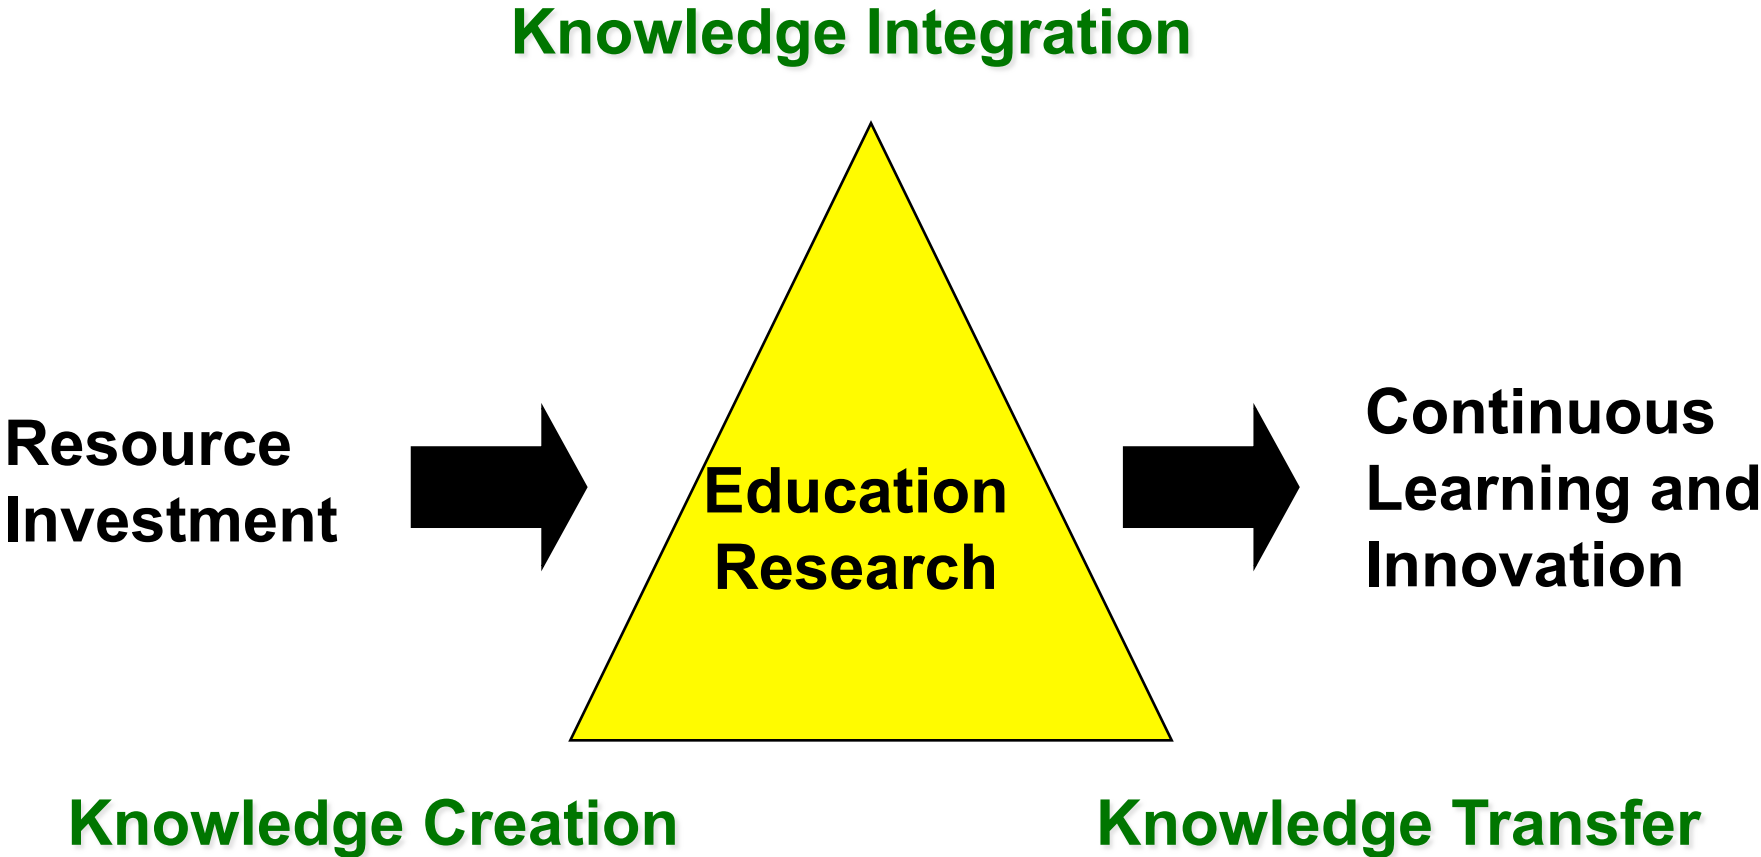 Knowledge Integration
Resource
Investment
Education
Research
Continuous
Learning and
Innovation
Knowledge Creation
Knowledge Transfer